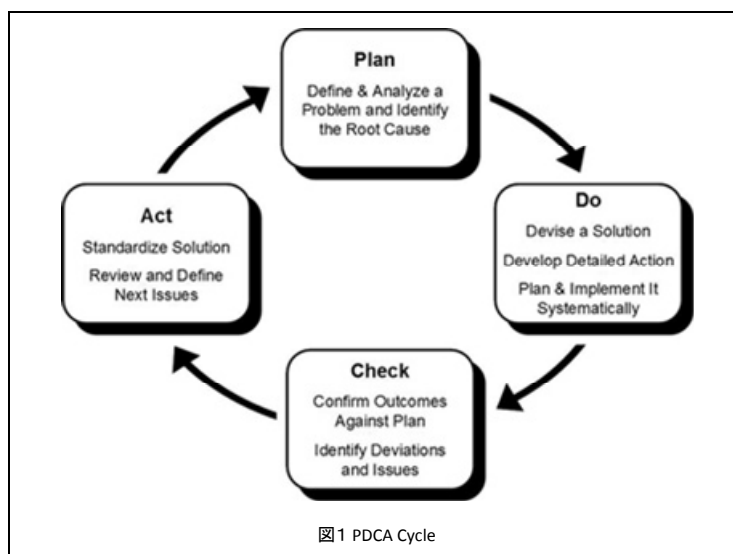 Plan
Define & Analyze a
Problem and Identify
the Root Cause
Do
Devise a Solution
Develop Detailed Action
Plan & Implement It
Systematically
Check
Confirm Outcomes
Against Plan
Identify Deviations
and Issues
Act
Standardize Solution
Review and Define
Next Issues
図1 PDCA Cycle